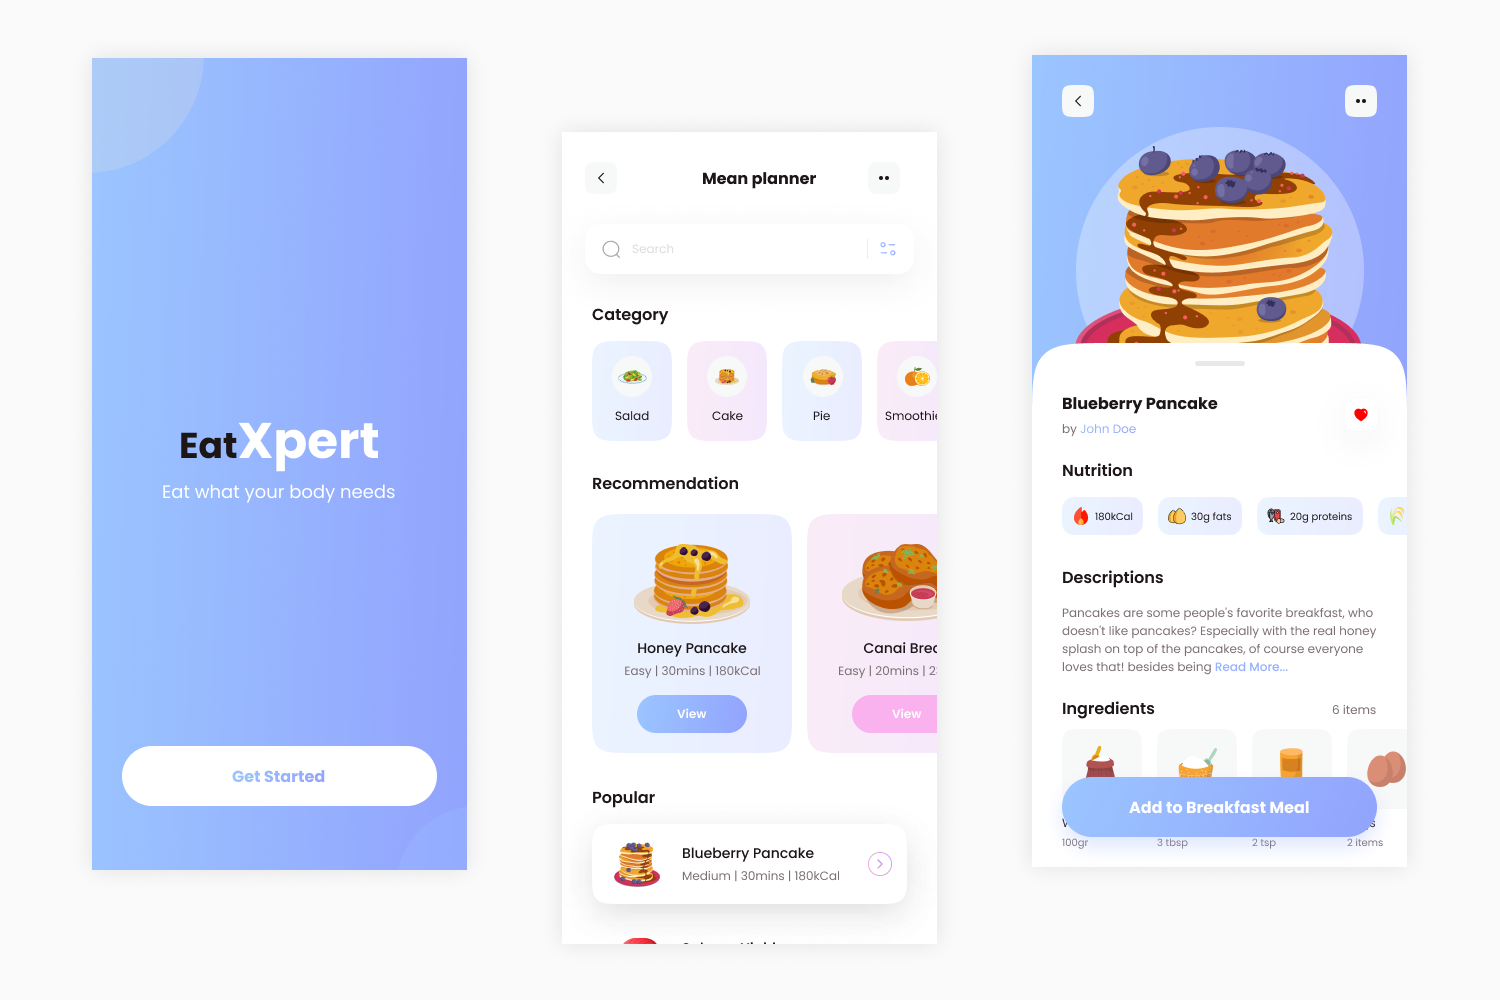 EatXpert
Eat what your body needs
Get Started
Mean planner
Search
Category
Salad
Cake
Pie
Smoothie
Recommendation
Honey Pancake
Easy | 30mins | 180kCal
View
Canai Brea
Easy | 20mins | 2
View
Popular
Blueberry Pancake
Medium | 30mins | 180kCal
Blueberry Pancake
by John Doe
Nutrition
180kCal
30g fats
20g proteins
Descriptions
Pancakes are some people's favorite breakfast, who
doesn't like pancakes? Especially with the real honey
splash on top of the pancakes, of course everyone
loves that! besides being Read More...
Ingredients
6 items
Add to Breakfast Meal
100gr
3 tbsp
2 tsp
2 items